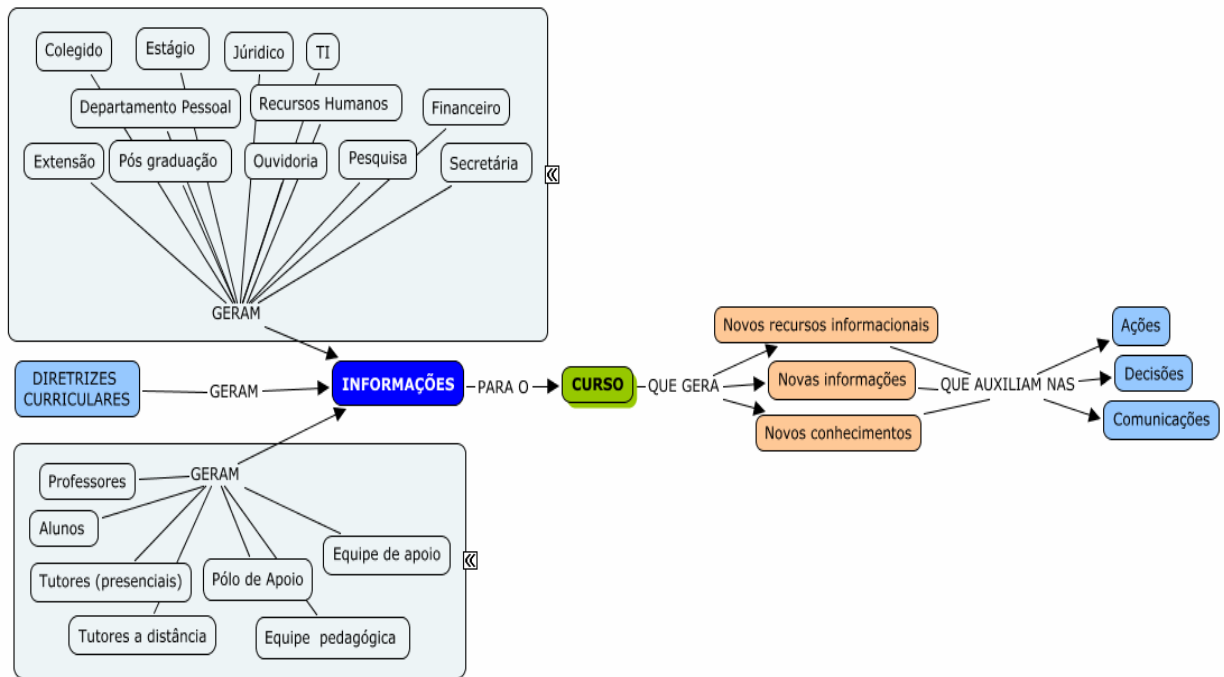 Colegido
Estágio
Júridico
TI
Departamento Pessoal
Recursos Humanos
Financeiro
Extensão
Pós graduação
Ouvidoria
Pesquisa
Secretária
GERAM
DIRETRIZES
CURRICULARES
GERAM
INFORMAÇÕES
PARA O
CURSO
QUE GERA
Novos recursos informacionais
Novas informações
Novos conhecimentos
QUE AUXILIAM NAS
Ações
Decisões
Comunicações
GERAM
Professores
Alunos
Tutores (presenciais)
Tutores a distância
Pólo de Apoio
Equipe pedagógica
Equipe de apoio